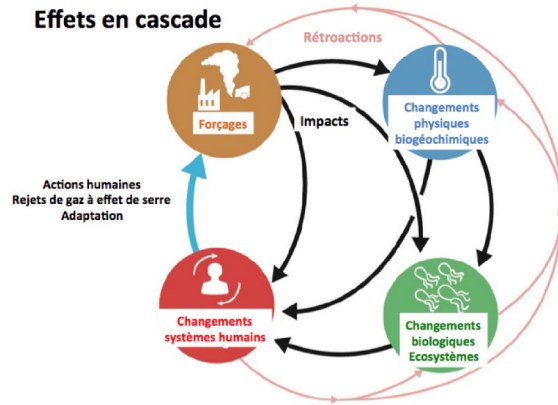 Effets en cascade
Rétroactions
Forçages
Impacts
Changements
physiques
biogéochimiques
Actions humaines
Rejets de gaz à effet de serre
Adaptation
Changements
systèmes humains
Changements
biologiques
Ecosystèmes